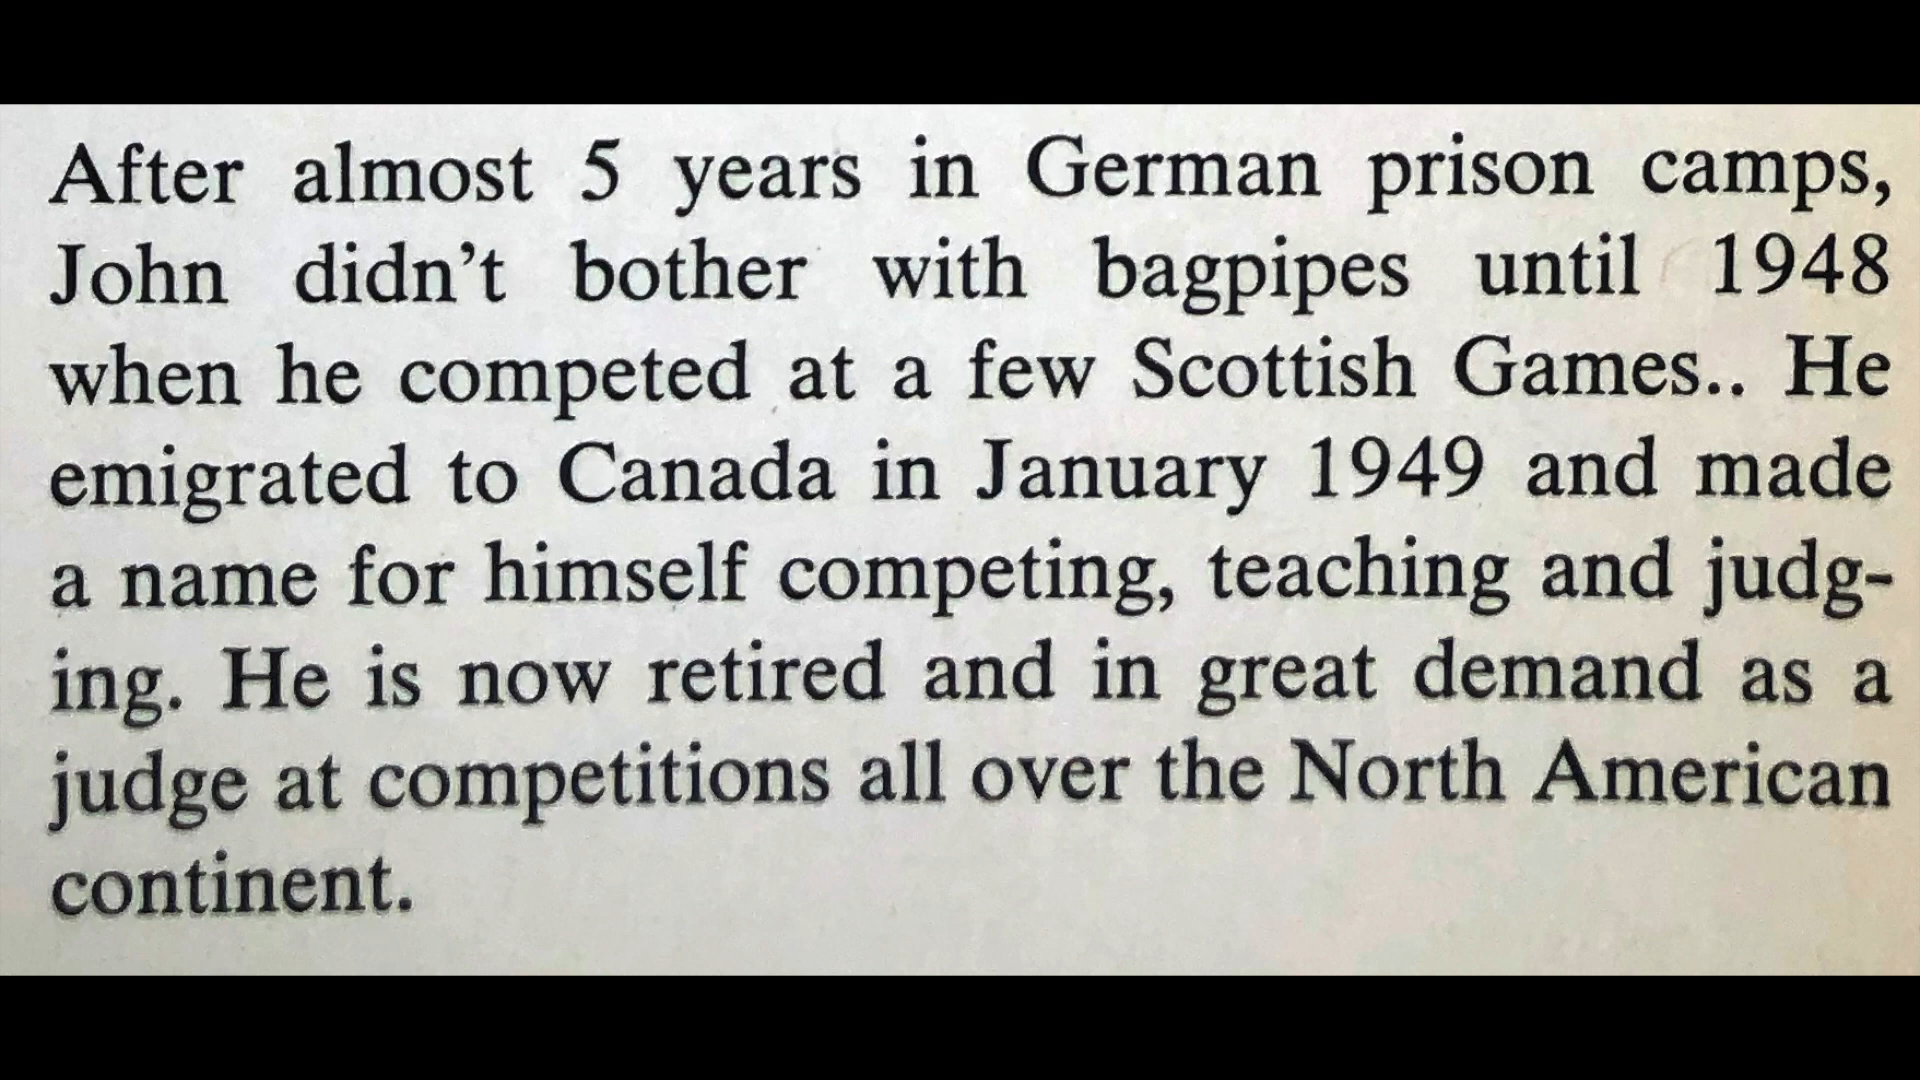 After almost 5 years in German prison camps,
John didn't bother with bagpipes until 1948
when he competed at a few Scottish Games.. He
emigrated to Canada in January 1949 and made
a name for himself competing, teaching and judg-
ing. He is now retired and in great demand as a
judge at competitions all over the North American
continent.